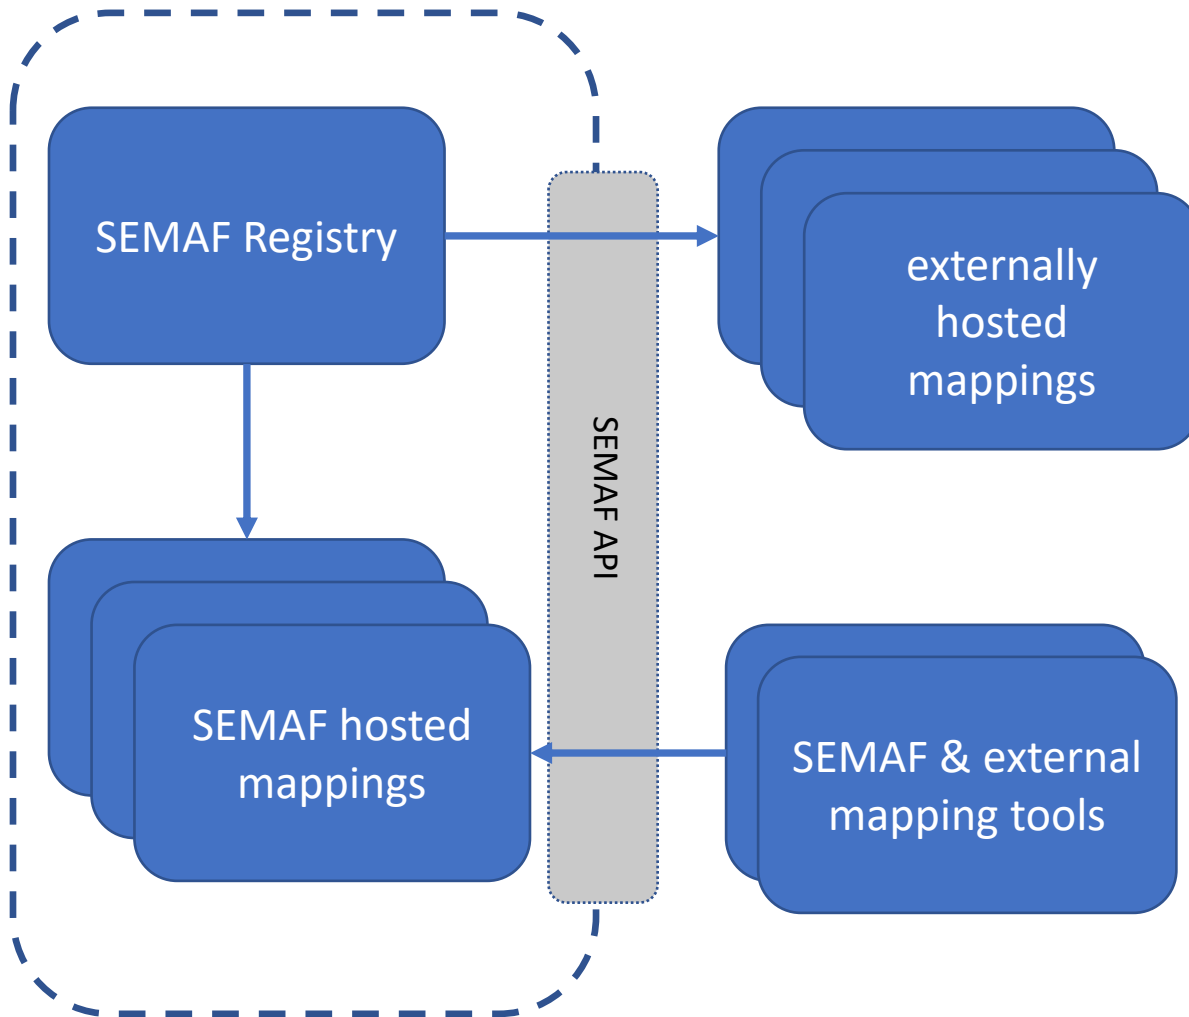 SEMAF Registry
externally
hosted
mappings
SEMAF API
SEMAF hosted
mappings
SEMAF & external
mapping tools